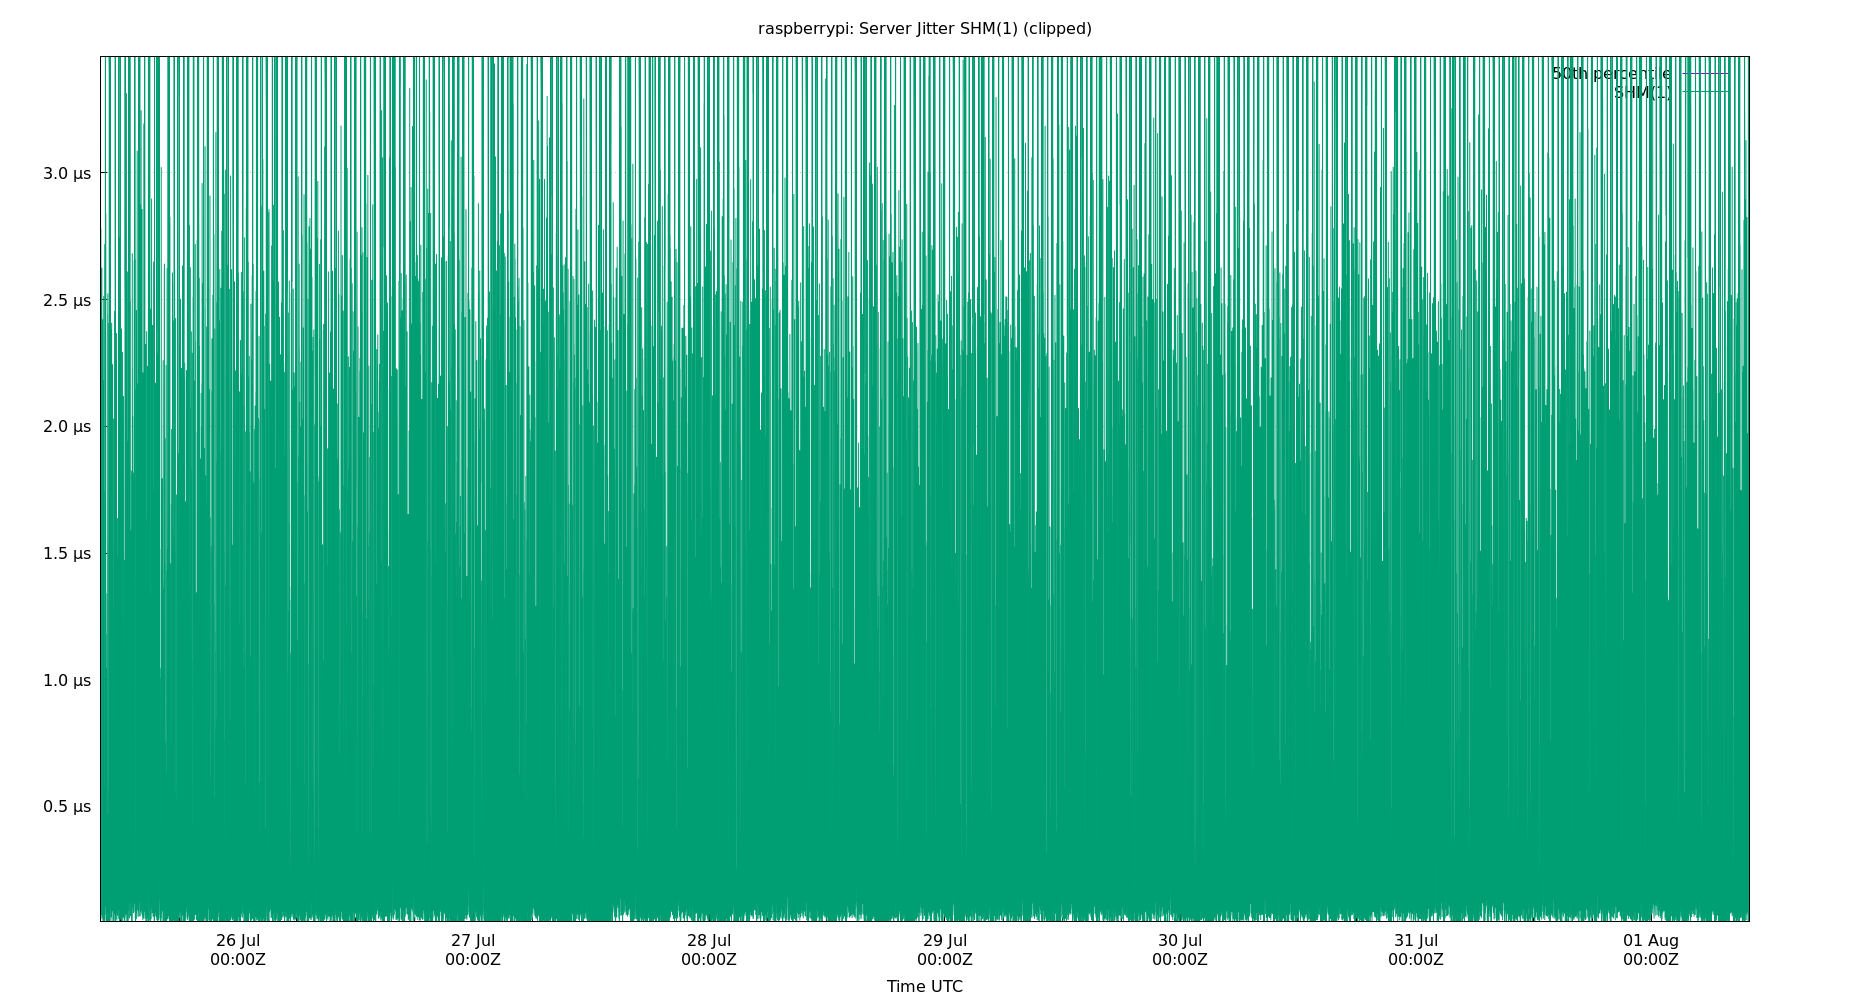 raspberrypi: Server Jitter SHM(1) (clipped)
50th percentile
SHM(1)
3.0 µs
2.5 µs
2.0 µs
1.5 µs
1.0 µs
0.5 µs
26 Jul
00:00Z
27 Jul
00:00Z
28 Jul
00:00Z
29 Jul
00:00Z
30 Jul
00:00Z
31 Jul
00:00Z
01 Aug
00:00Z
Time UTC